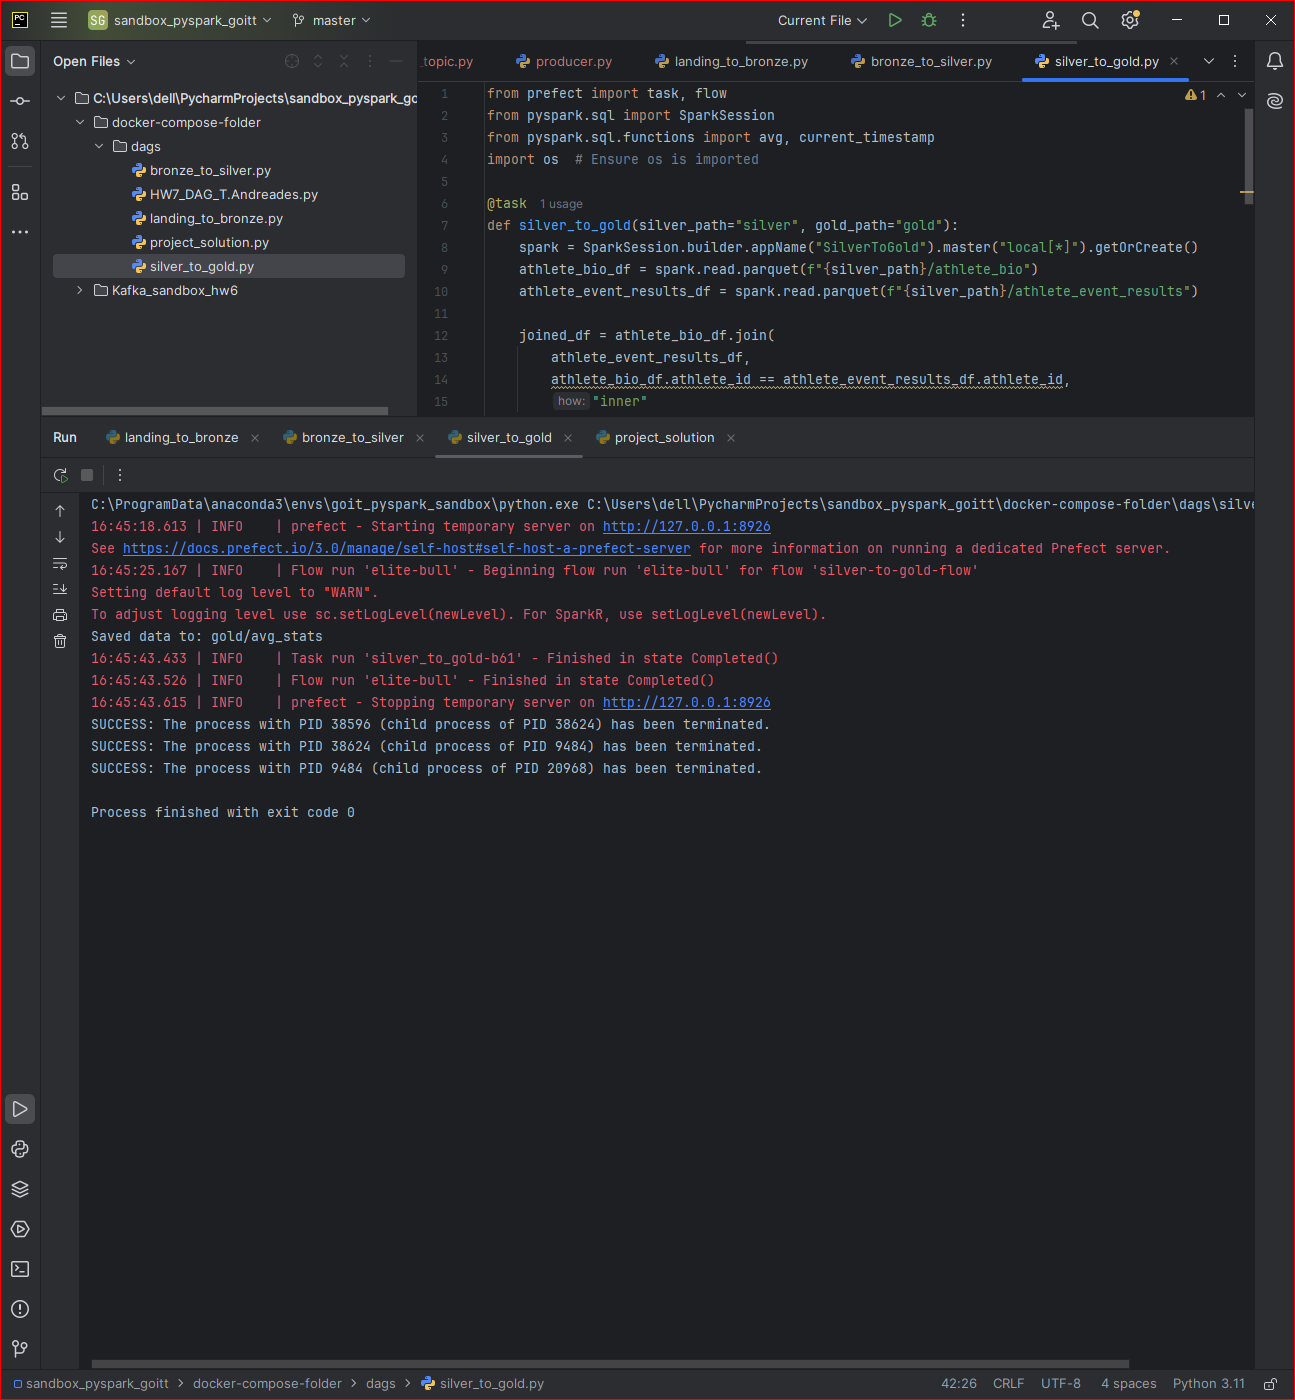 PC
SG sandbox_pyspark_goitt master Current File
Open Files
_topic.py producer.py landing_to_bronze.py bronze_to_silver.py silver_to_gold.py
C:\Users\dell\PycharmProjects\sandbox_pyspark_go
docker-compose-folder
dags
bronze_to_silver.py
HW7_DAG_T.Andreades.py
landing_to_bronze.py
project_solution.py
silver_to_gold.py
Kafka_sandbox_hw6
1 from prefect import task, flow
1
2 from pyspark.sql import SparkSession
3 from pyspark.sql.functions import avg, current_timestamp
4 import os  # Ensure os is imported
5
6 @task 1 usage
7 def silver_to_gold(silver_path="silver", gold_path="gold"):
8 spark = SparkSession.builder.appName("SilverToGold").master("local[*]").getOrCreate()
9 athlete_bio_df = spark.read.parquet(f"{silver_path}/athlete_bio")
10 athlete_event_results_df = spark.read.parquet(f"{silver_path}/athlete_event_results")
11
12 joined_df = athlete_bio_df.join(
13 athlete_event_results_df,
14 athlete_bio_df.athlete_id == athlete_event_results_df.athlete_id,
15 how: "inner"
Run landing_to_bronze bronze_to_silver silver_to_gold project_solution
C:\ProgramData\anaconda3\envs\goit_pyspark_sandbox\python.exe C:\Users\dell\PycharmProjects\sandbox_pyspark_goitt\docker-compose-folder\dags\silve
16:45:18.613 | INFO    | prefect - Starting temporary server on http://127.0.0.1:8926
See https://docs.prefect.io/3.0/manage/self-host#self-host-a-prefect-server for more information on running a dedicated Prefect server.
16:45:25.167 | INFO    | Flow run 'elite-bull' - Beginning flow run 'elite-bull' for flow 'silver-to-gold-flow'
Setting default log level to "WARN".
To adjust logging level use sc.setLogLevel(newLevel). For SparkR, use setLogLevel(newLevel).
Saved data to: gold/avg_stats
16:45:43.433 | INFO    | Task run 'silver_to_gold-b61' - Finished in state Completed()
16:45:43.526 | INFO    | Flow run 'elite-bull' - Finished in state Completed()
16:45:43.615 | INFO    | prefect - Stopping temporary server on http://127.0.0.1:8926
SUCCESS: The process with PID 38596 (child process of PID 38624) has been terminated.
SUCCESS: The process with PID 38624 (child process of PID 9484) has been terminated.
SUCCESS: The process with PID 9484 (child process of PID 20968) has been terminated.
Process finished with exit code 0
sandbox_pyspark_goitt > docker-compose-folder > dags > silver_to_gold.py 42:26 CRLF UTF-8 4 spaces Python 3.11